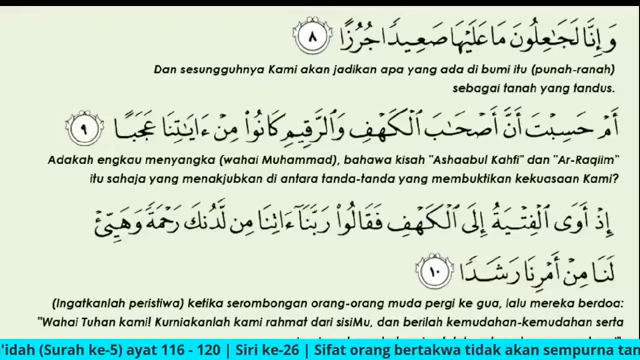 وَإِنَّا لَجَٰعِلُونَ مَا عَلَيْهَا صَعِيدًا جُرُزًا ٨
Dan sesungguhnya Kami akan jadikan apa yang ada di bumi itu (punah-ranah)
sebagai tanah yang tandus.
أَمْ حَسِبْتَ أَنَّ أَصْحَٰبَ ٱلْكَهْفِ وَٱلرَّقِيمِ كَانُوا۟ مِنْ ءَايَٰتِنَا عَجَبًا ٩
Adakah engkau menyangka (wahai Muhammad), bahawa kisah "Ashaabul Kahfi" dan "Ar-Raqiim"
itu sahaja yang menakjubkan di antara tanda-tanda yang membuktikan kekuasaan Kami?
إِذْ أَوَى ٱلْفِتْيَةُ إِلَى ٱلْكَهْفِ فَقَالُوا۟ رَبَّنَآ ءَاتِنَا مِن لَّدُنكَ رَحْمَةً وَهَيِّئْ
لَنَا مِنْ أَمْرِنَا رَشَدًا ١٠
(Ingatkanlah peristiwa) ketika serombongan orang-orang muda pergi ke gua, lalu mereka berdoa:
"Wahai Tuhan kami! Kurniakanlah kami rahmat dari sisiMu, dan berilah kemudahan-kemudahan serta
'idah (Surah ke-5) ayat 116 - 120 | Siri ke-26 | Sifat orang bertakwa tidak akan sempurna ta